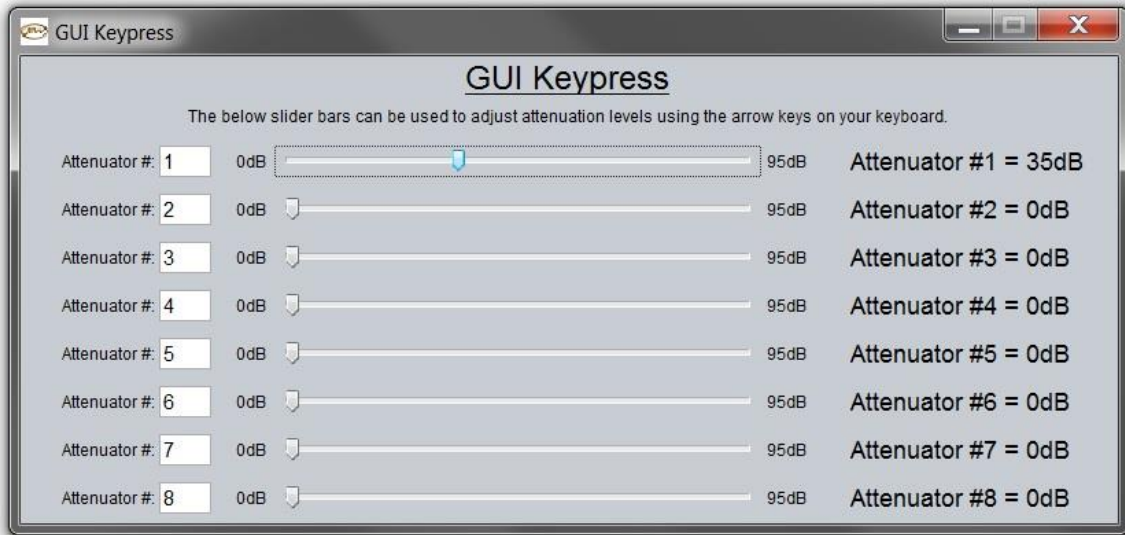 GUI Keypress
GUI Keypress
The below slider bars can be used to adjust attenuation levels using the arrow keys on your keyboard.
Attenuator #: 1 0dB 95dB Attenuator #1 = 35dB
Attenuator #: 2 0dB 95dB Attenuator #2 = 0dB
Attenuator #: 3 0dB 95dB Attenuator #3 = 0dB
Attenuator #: 4 0dB 95dB Attenuator #4 = 0dB
Attenuator #: 5 0dB 95dB Attenuator #5 = 0dB
Attenuator #: 6 0dB 95dB Attenuator #6 = 0dB
Attenuator #: 7 0dB 95dB Attenuator #7 = 0dB
Attenuator #: 8 0dB 95dB Attenuator #8 = 0dB